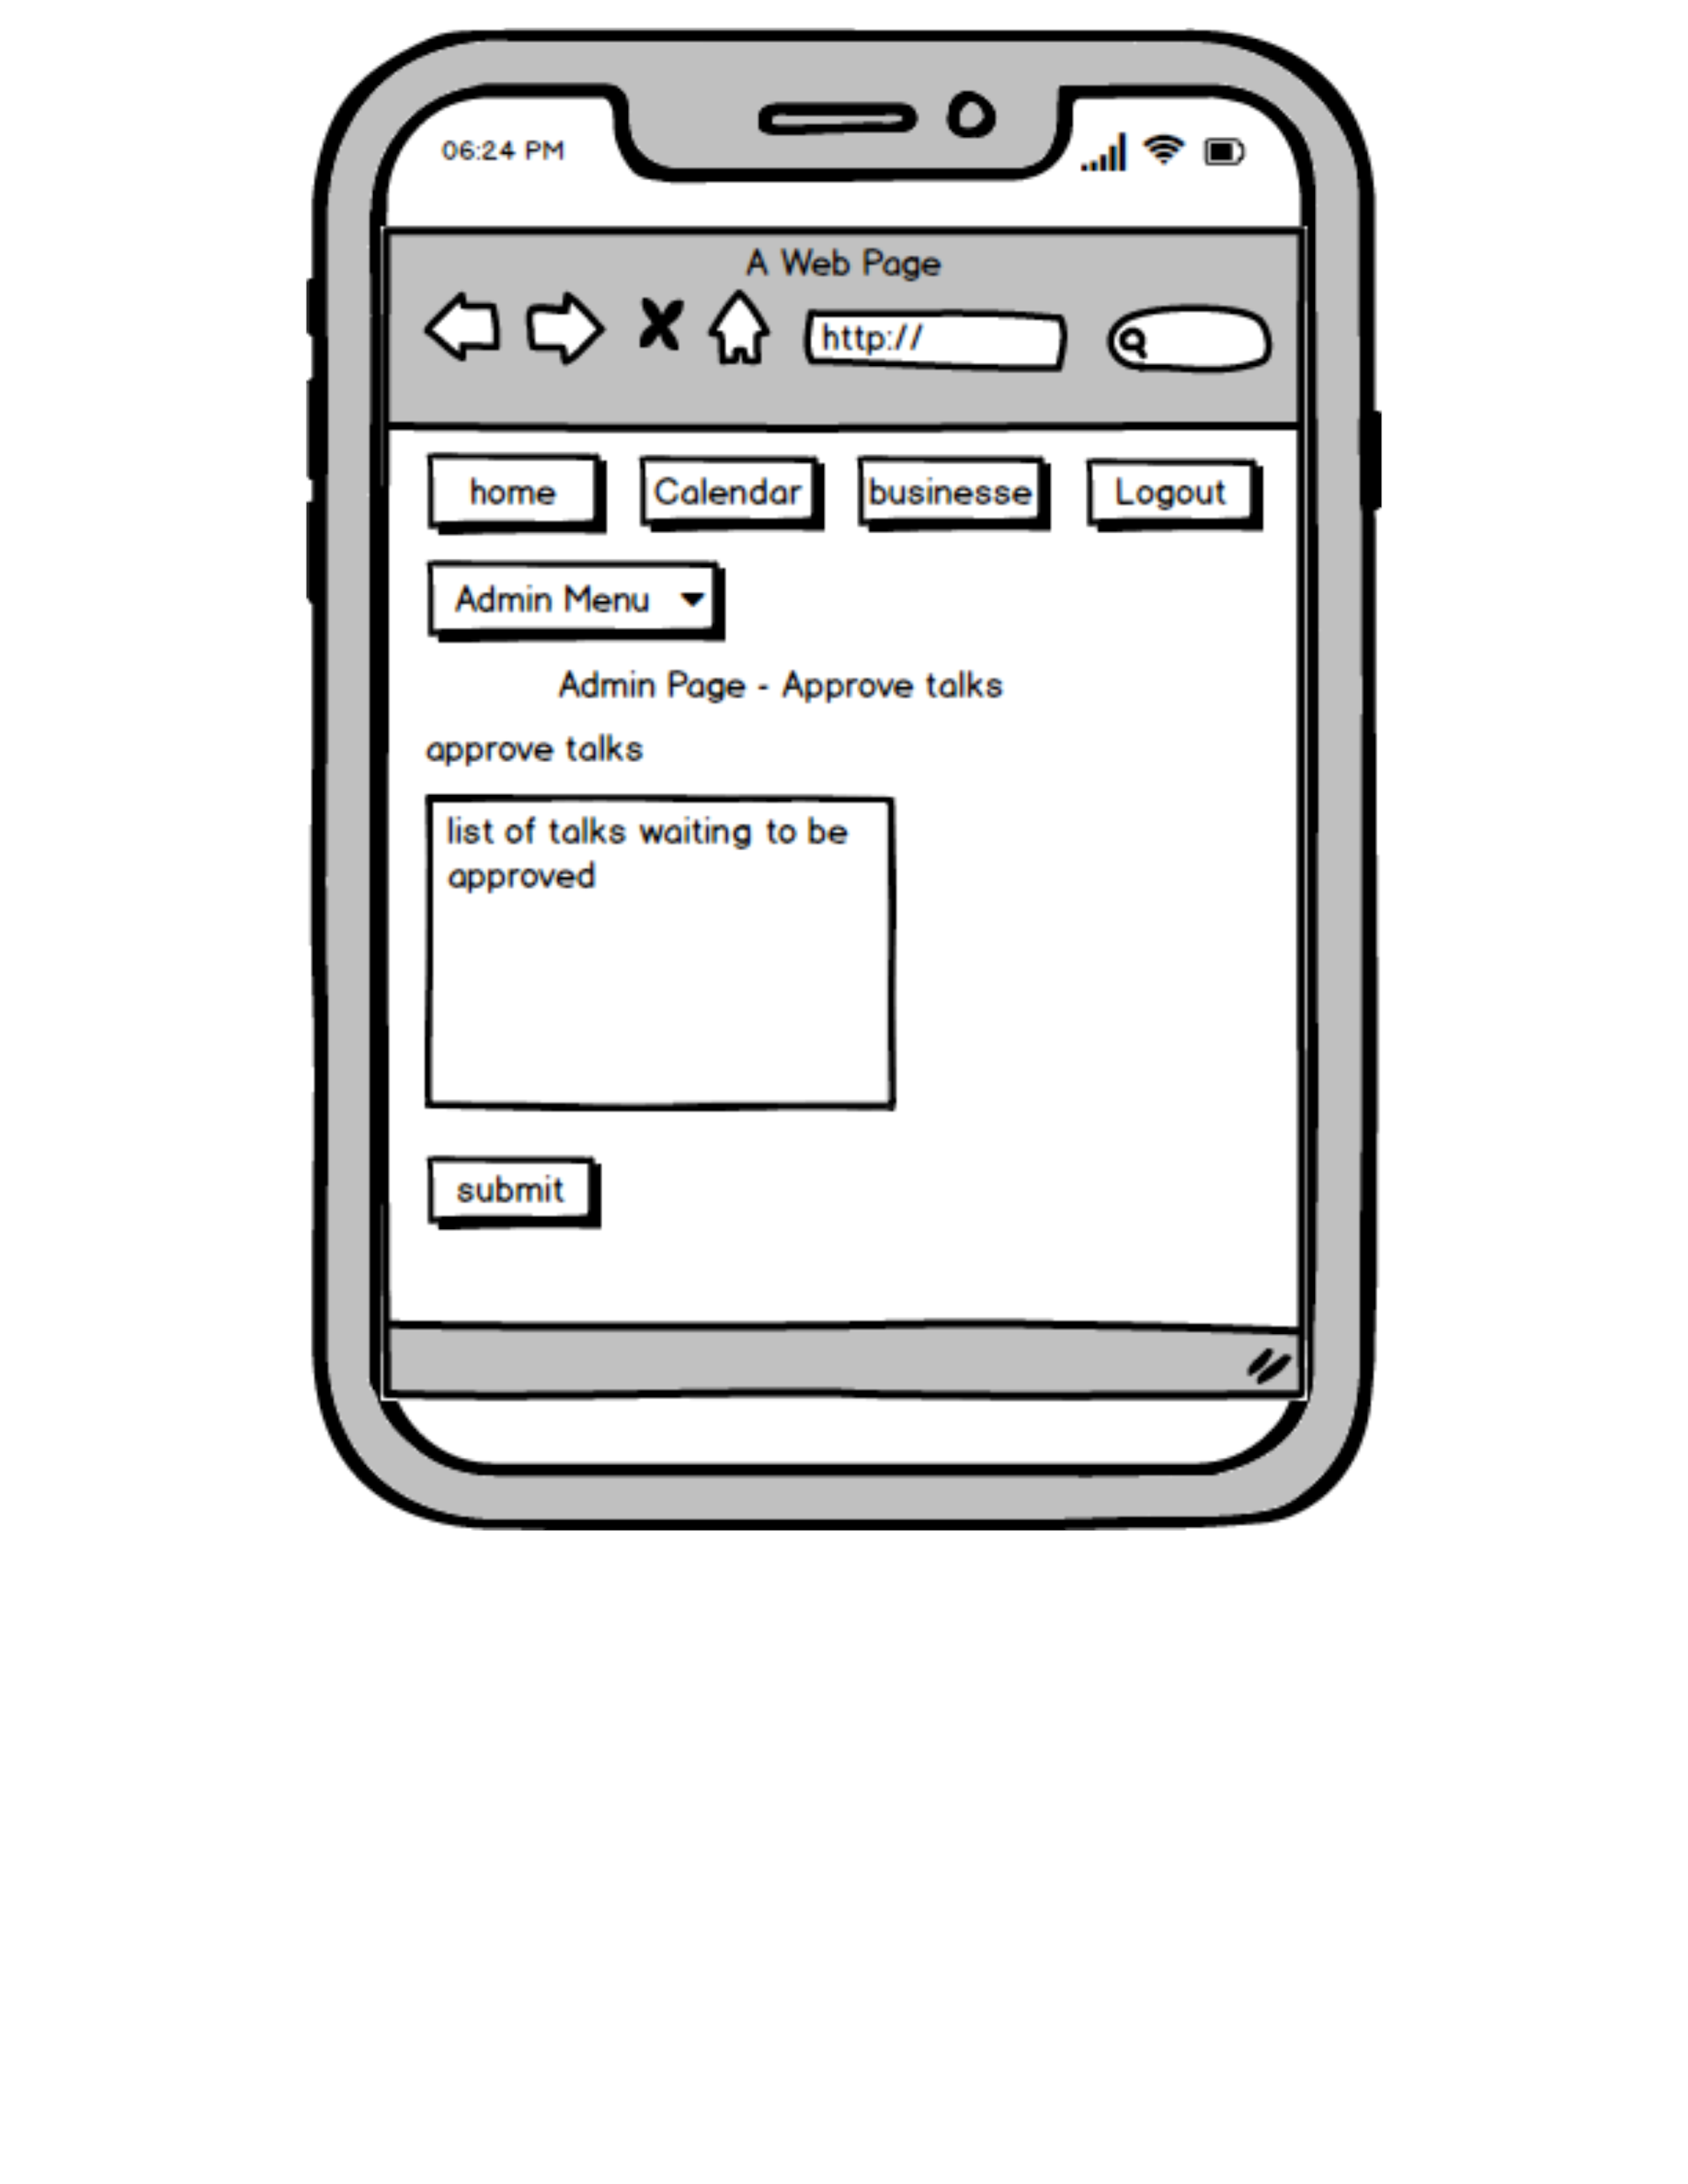 06:24 PM
A Web Page
http://
home Calendar businesse Logout
Admin Menu
Admin Page - Approve talks
approve talks
list of talks waiting to be
approved
submit